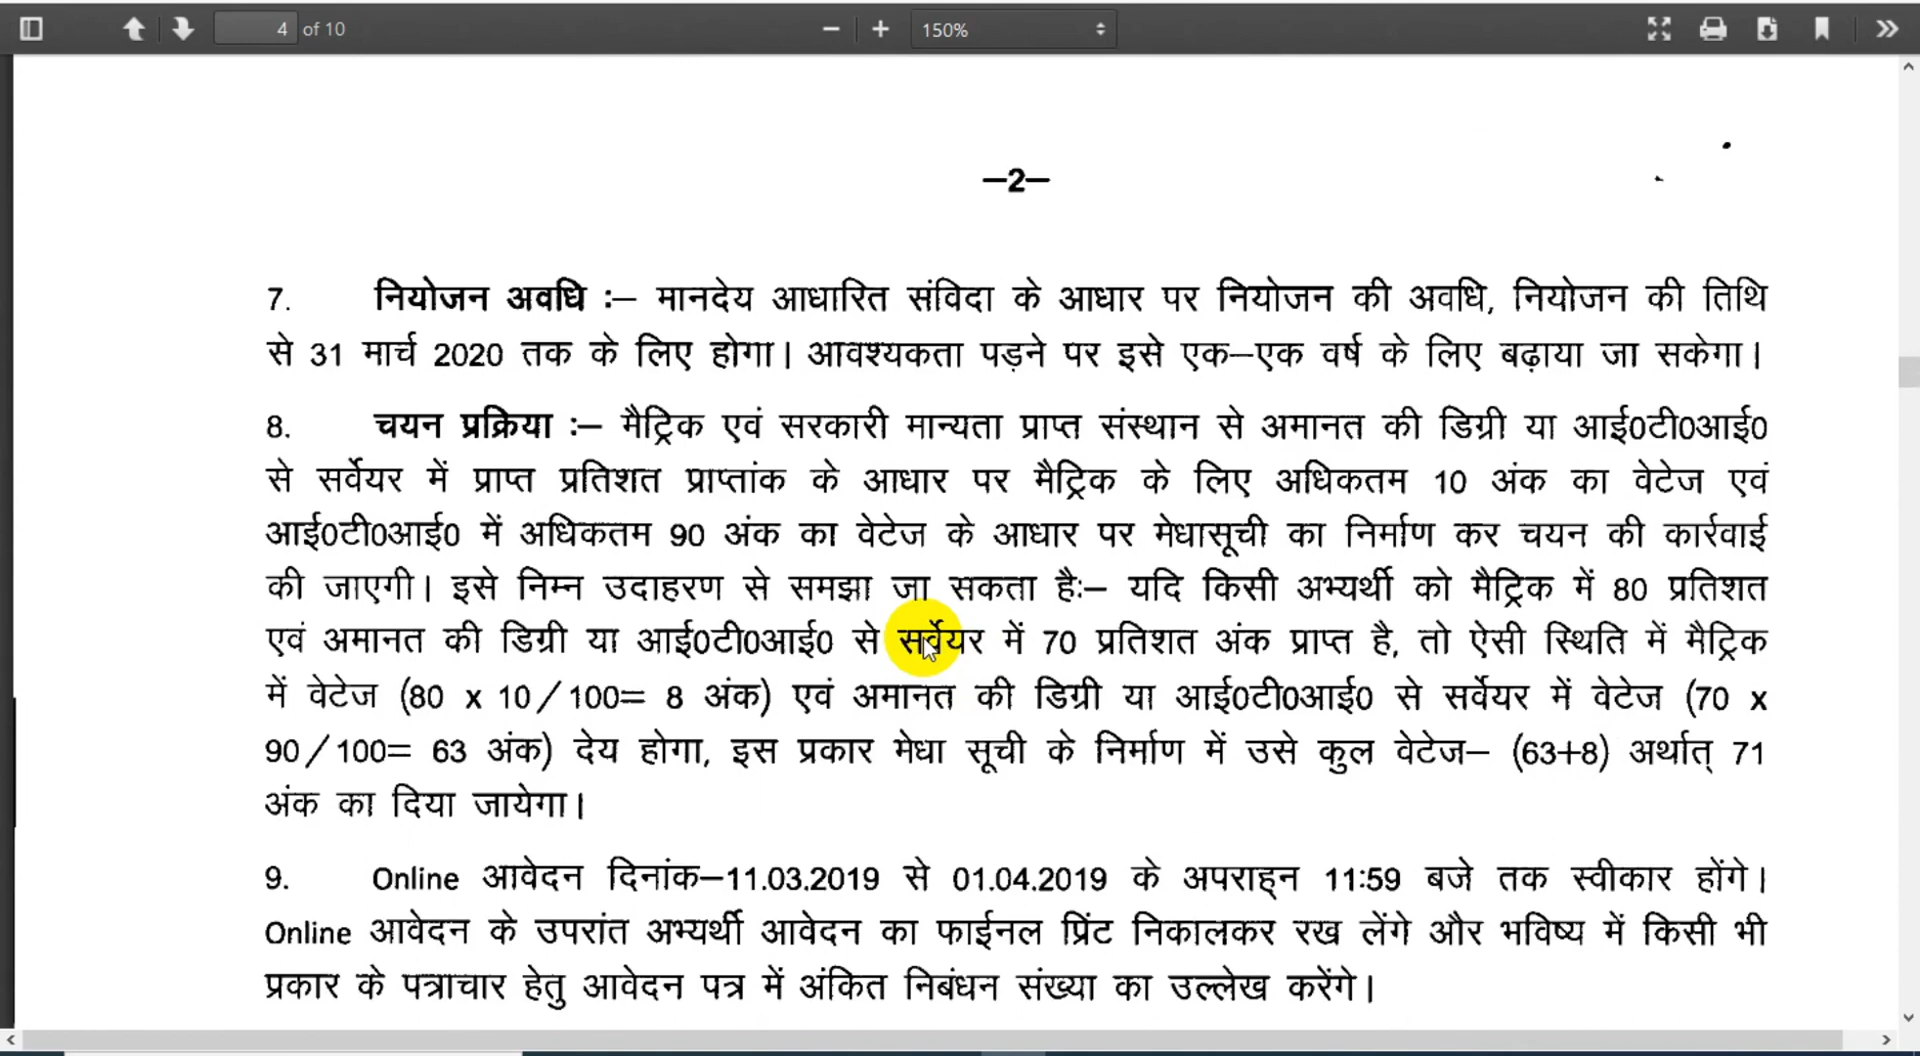 4 of 10
150%
–2–
7. नियोजन अवधि :– मानदेय आधारित संविदा के आधार पर नियोजन की अवधि, नियोजन की तिथि
से 31 मार्च 2020 तक के लिए होगा। आवश्यकता पड़ने पर इसे एक–एक वर्ष के लिए बढ़ाया जा सकेगा।
8. चयन प्रक्रिया :– मैट्रिक एवं सरकारी मान्यता प्राप्त संस्थान से अमानत की डिग्री या आई0टी0आई0
से सर्वेयर में प्राप्त प्रतिशत प्राप्तांक के आधार पर मैट्रिक के लिए अधिकतम 10 अंक का वेटेज एवं
आई0टी0आई0 में अधिकतम 90 अंक का वेटेज के आधार पर मेधासूची का निर्माण कर चयन की कार्रवाई
की जाएगी। इसे निम्न उदाहरण से समझा जा सकता है:– यदि किसी अभ्यर्थी को मैट्रिक में 80 प्रतिशत
एवं अमानत की डिग्री या आई0टी0आई0 से सर्वेयर में 70 प्रतिशत अंक प्राप्त है, तो ऐसी स्थिति में मैट्रिक
में वेटेज (80 x 10/100= 8 अंक) एवं अमानत की डिग्री या आई0टी0आई0 से सर्वेयर में वेटेज (70 x
90/100= 63 अंक) देय होगा, इस प्रकार मेधा सूची के निर्माण में उसे कुल वेटेज– (63+8) अर्थात् 71
अंक का दिया जायेगा।
9. Online आवेदन दिनांक–11.03.2019 से 01.04.2019 के अपराह्न 11:59 बजे तक स्वीकार होंगे।
Online आवेदन के उपरांत अभ्यर्थी आवेदन का फाईनल प्रिंट निकालकर रख लेंगे और भविष्य में किसी भी
प्रकार के पत्राचार हेतु आवेदन पत्र में अंकित निबंधन संख्या का उल्लेख करेंगे।